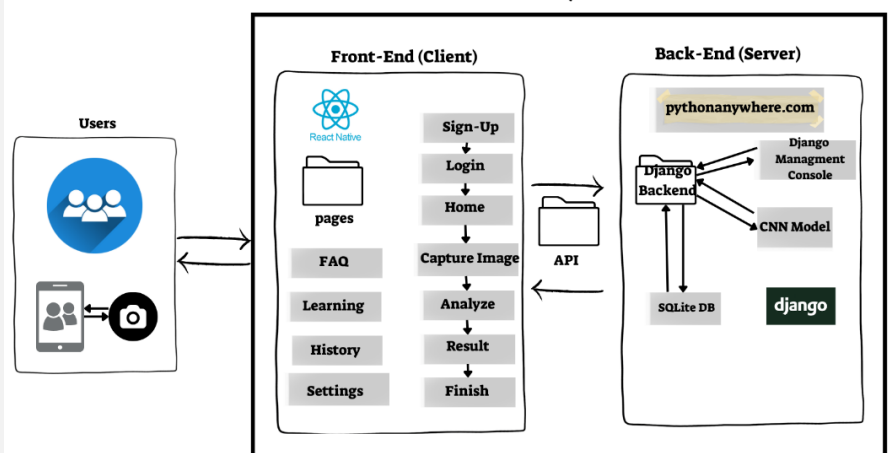 Front-End (Client)
Back-End (Server)
Users
React Native
pages
FAQ
Learning
History
Settings
Sign-Up
Login
Home
Capture Image
Analyze
Result
Finish
API
pythonanywhere.com
Django
Backend
Django
Managment
Console
CNN Model
SQLite DB
django